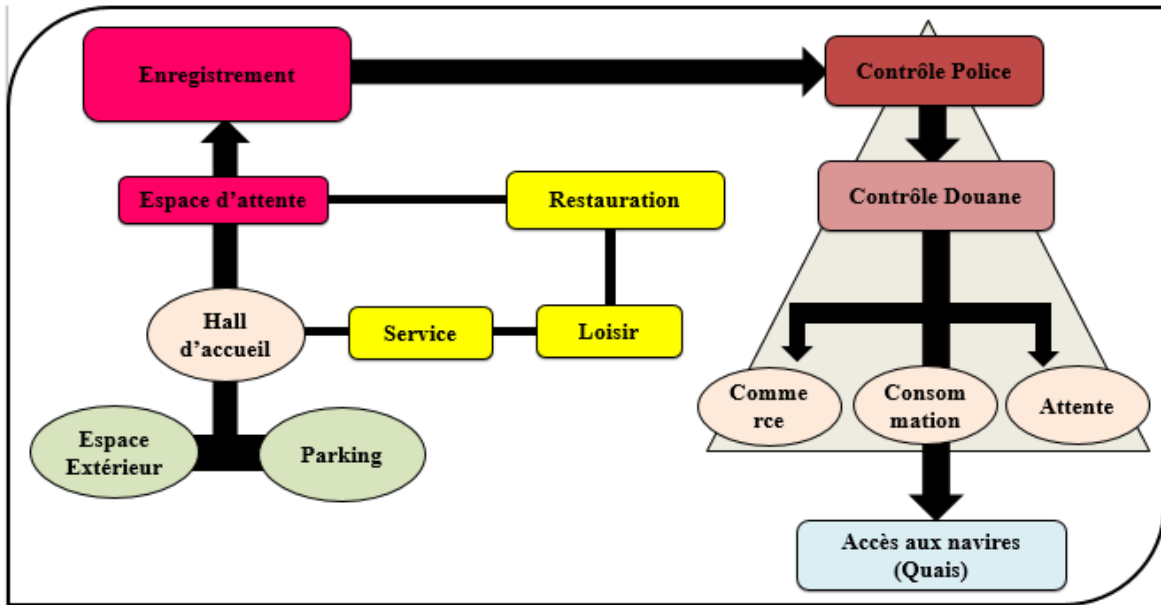 Enregistrement
Contrôle Police
Espace d'attente
Restauration
Contrôle Douane
Hall
d'accueil
Service
Loisir
Comme
rce
Consom
mation
Attente
Espace
Extérieur
Parking
Accès aux navires
(Quais)